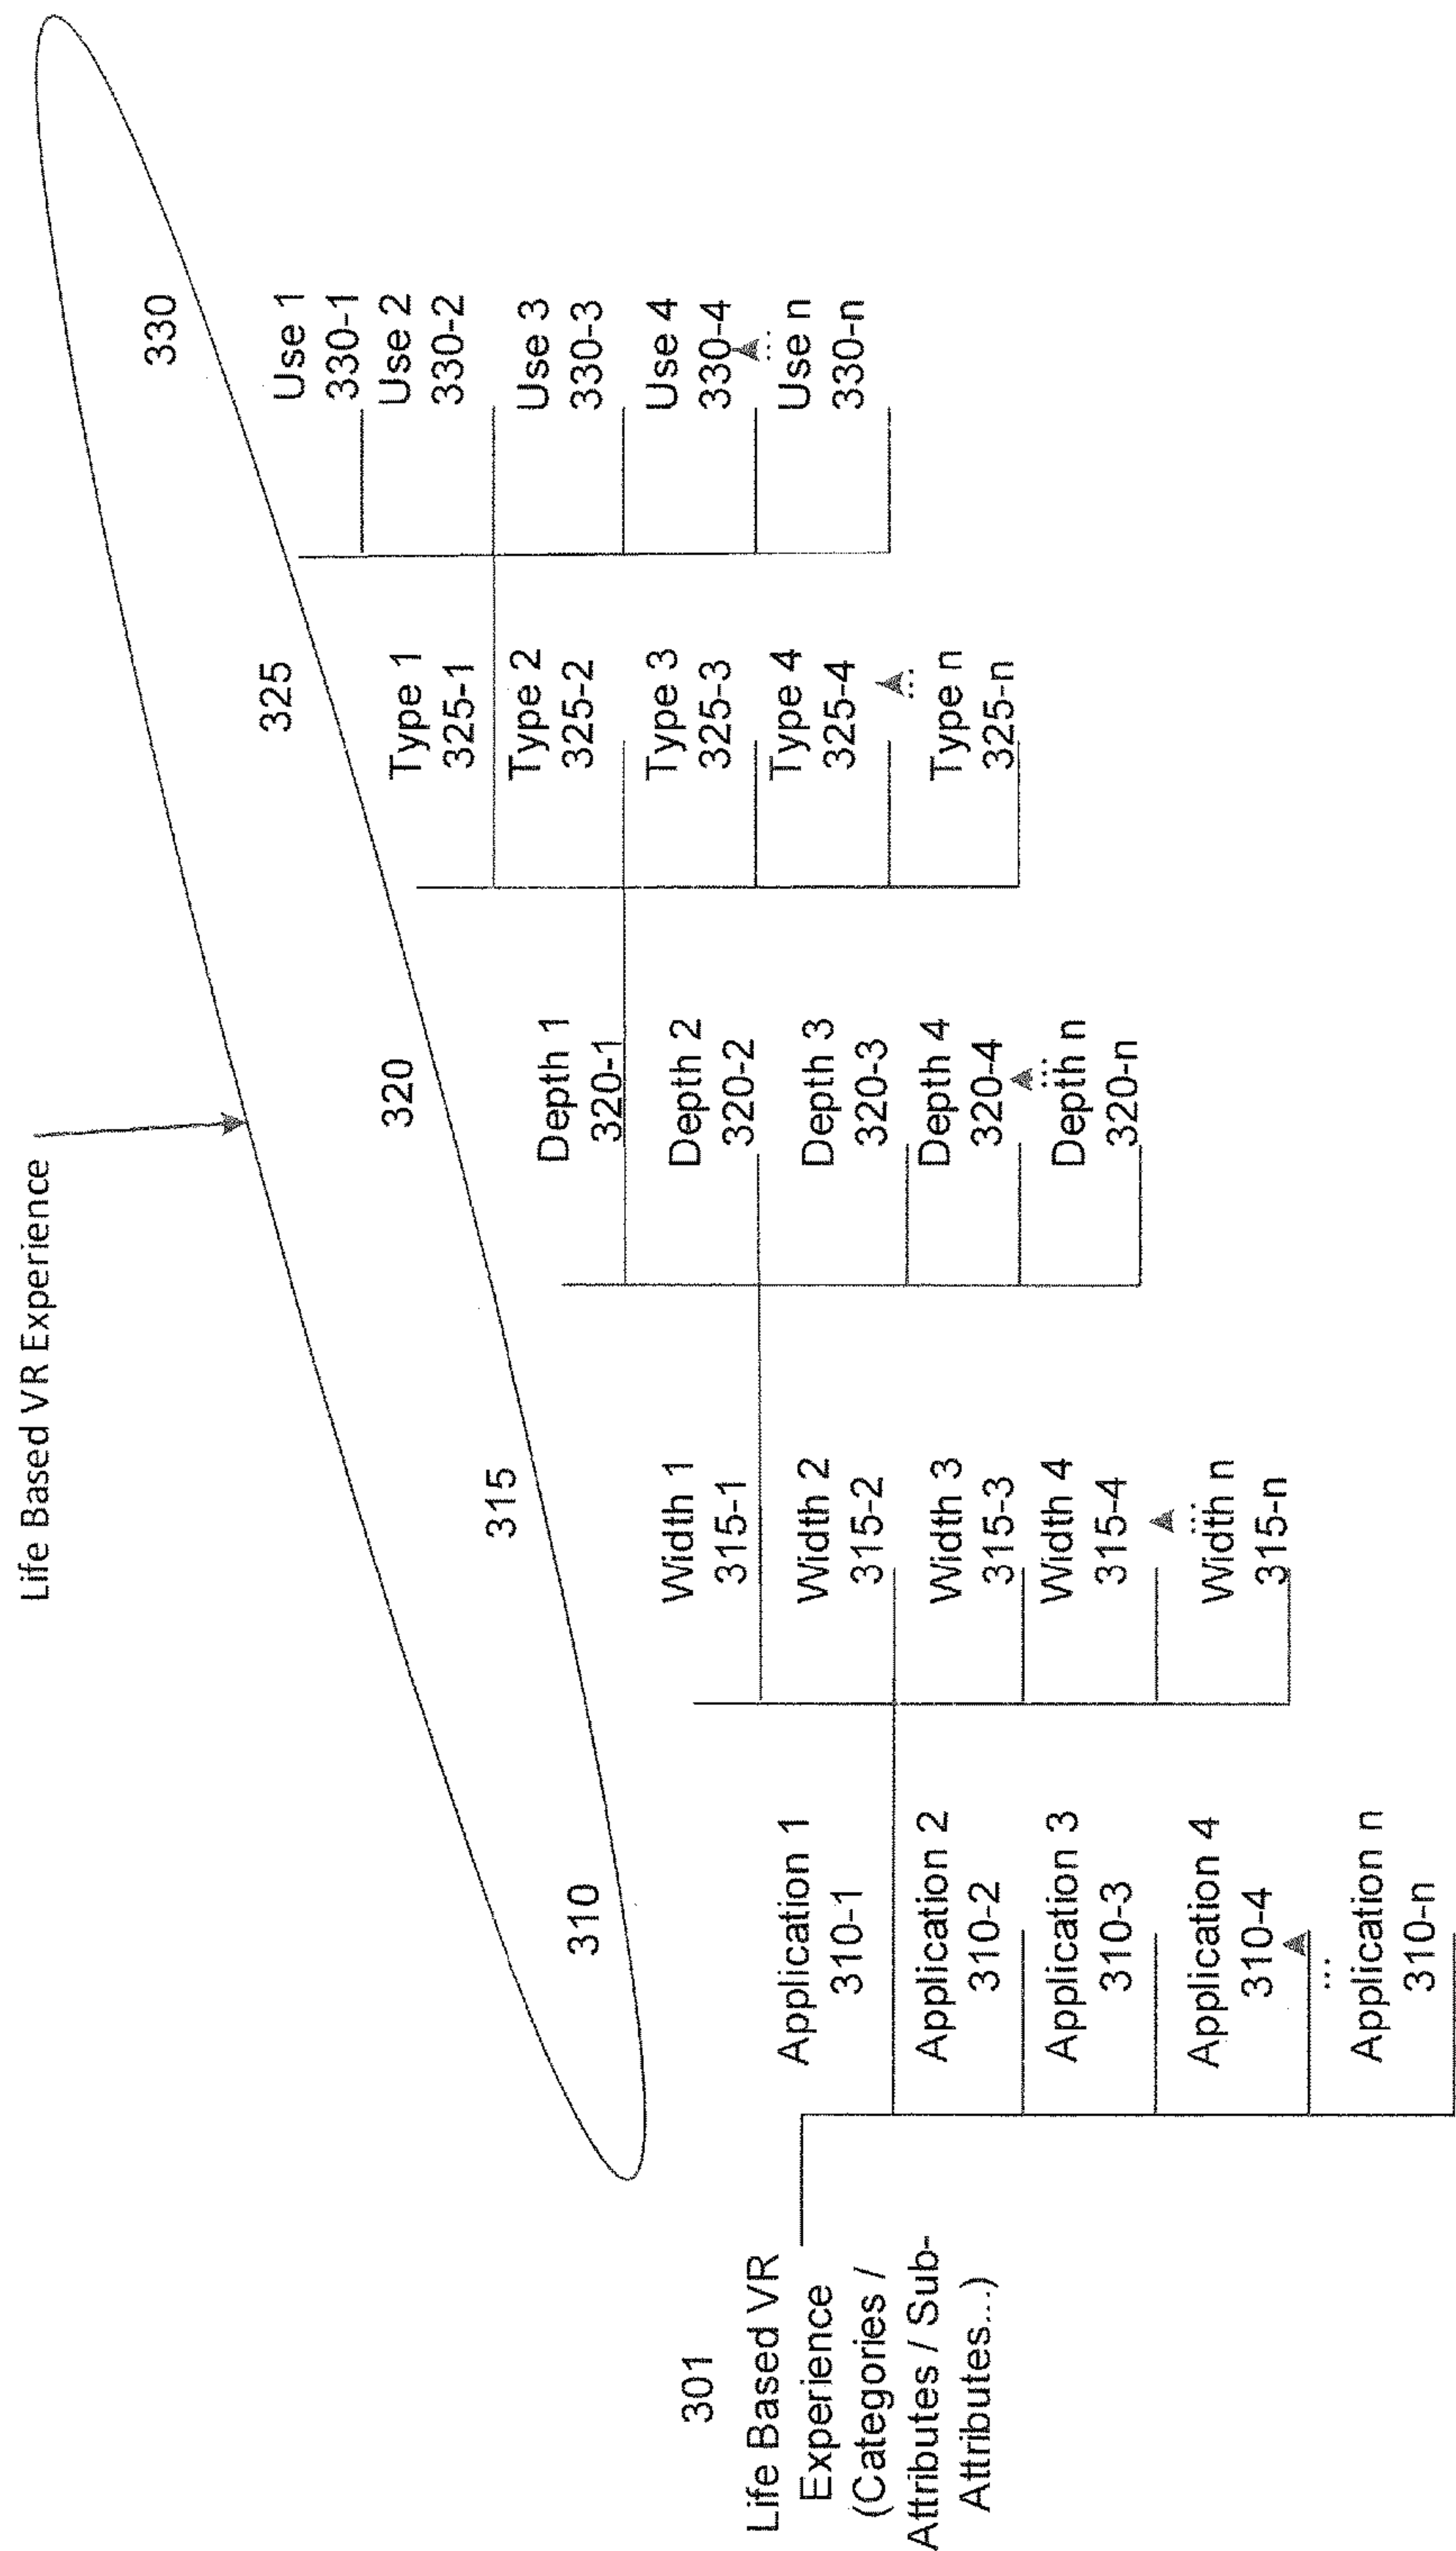 Life Based VR Experience
330
325
320
315
310
301
Life Based VR
Experience
(Categories /
Attributes / Sub-
Attributes...)
Application 1
310-1
Application 2
310-2
Application 3
310-3
Application 4
310-4
...
Application n
310-n
Width 1
315-1
Width 2
315-2
Width 3
315-3
Width 4
315-4
...
Width n
315-n
Depth 1
320-1
Depth 2
320-2
Depth 3
320-3
Depth 4
320-4
...
Depth n
320-n
Type 1
325-1
Type 2
325-2
Type 3
325-3
Type 4
325-4
...
Type n
325-n
Use 1
330-1
Use 2
330-2
Use 3
330-3
Use 4
330-4
...
Use n
330-n